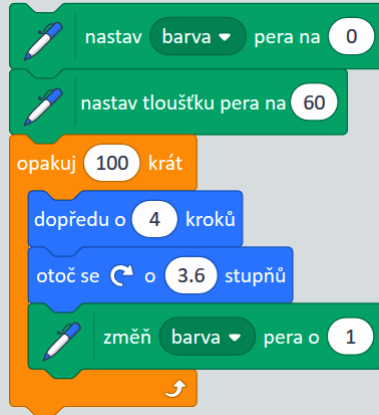 nastav barva pera na 0
nastav tloušťku pera na 60
opakuj 100 krát
dopředu o 4 kroků
otoč se o 3.6 stupňů
změň barva pera o 1